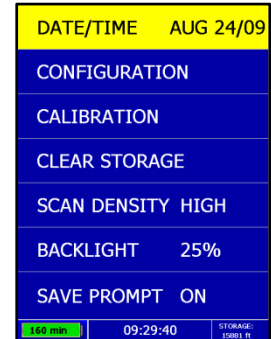 DATE/TIME AUG 24/09
CONFIGURATION
CALIBRATION
CLEAR STORAGE
SCAN DENSITY HIGH
BACKLIGHT 25%
SAVE PROMPT ON
160 min 09:29:40 STORAGE:
15881 ft